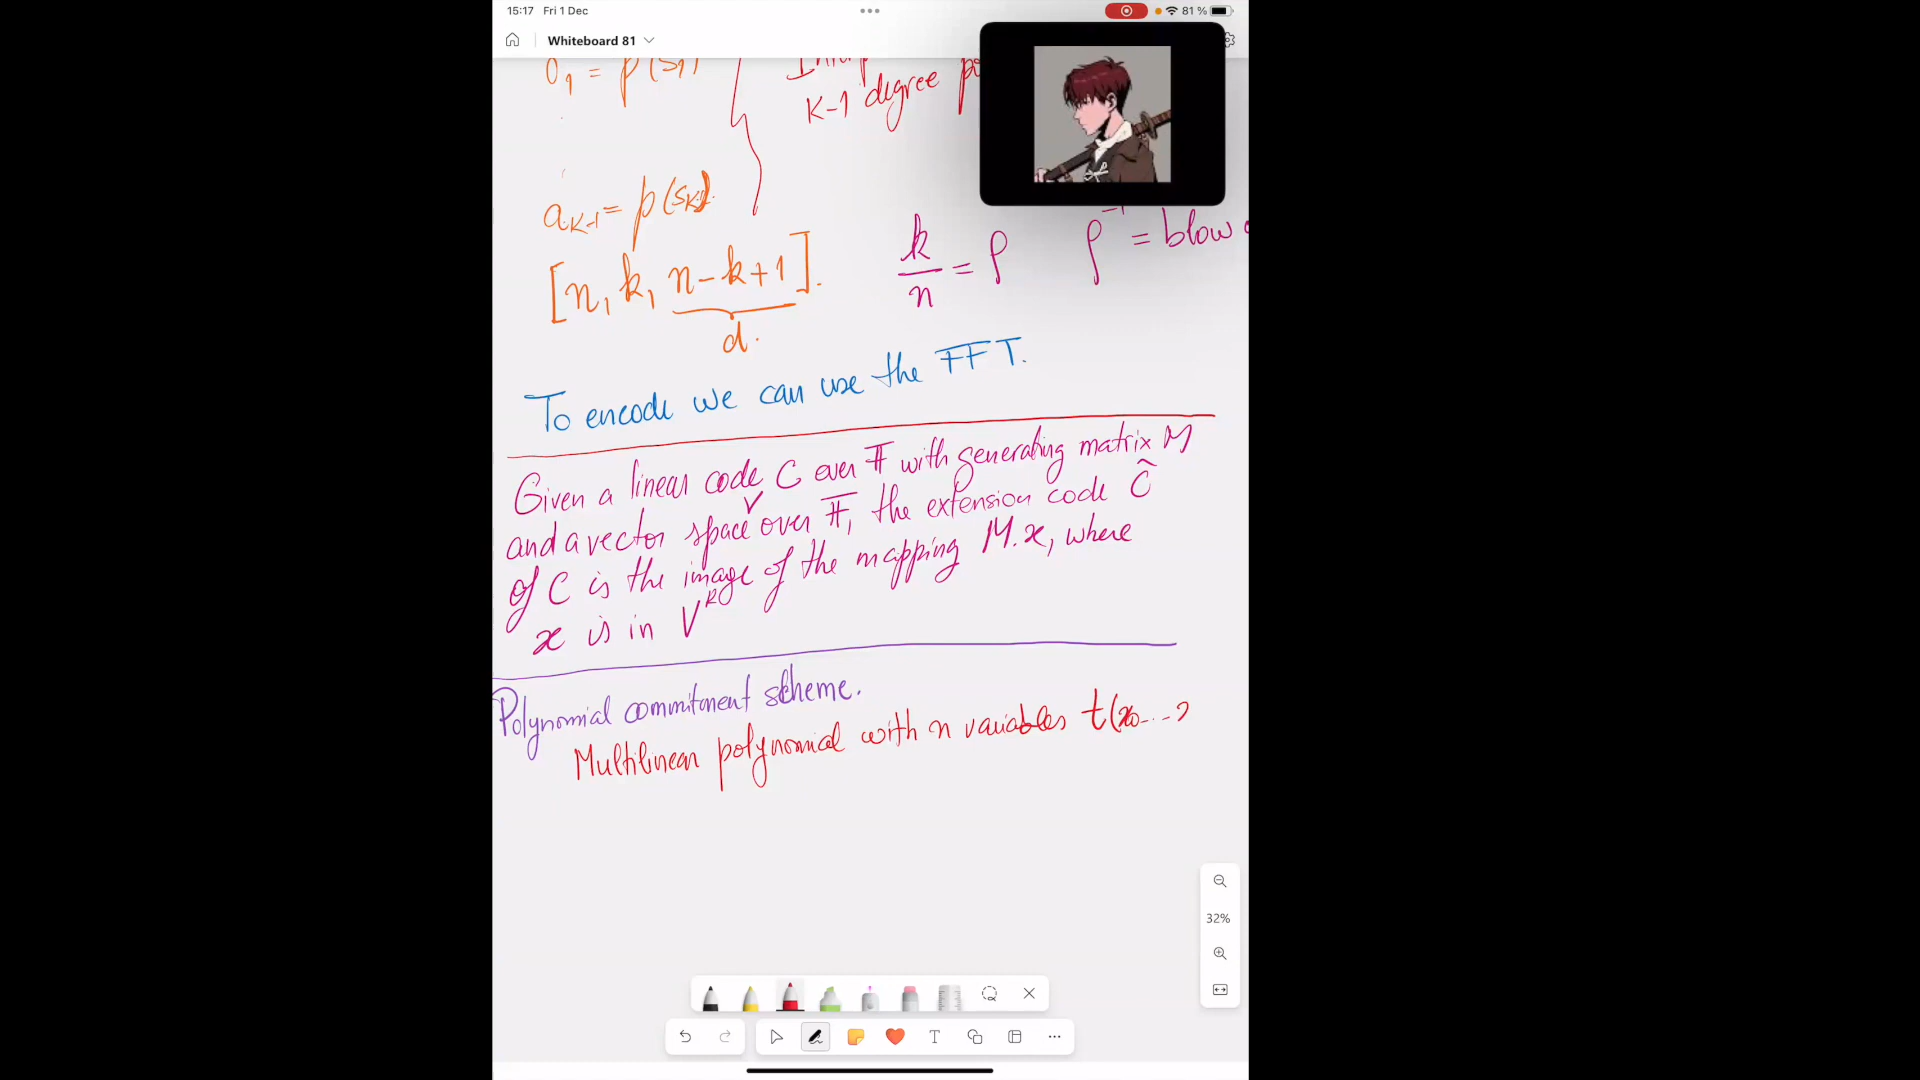 15:17 Fri 1 Dec
81 %
Whiteboard 81
K-1 degree
a_{K-1} = p(s_{K-1})
[n, k, n-k+1].
d.
k/n = ρ
ρ^{-1} = blow
To encode we can use the FFT.
Given a linear code C over F with generating matrix M
and a vector space V over F, the extension code Ĉ
of C is the image of the mapping M.x, where
x is in V^k
Polynomial commitment scheme.
Multilinear polynomial with n variables t(x_0...,
32%
T